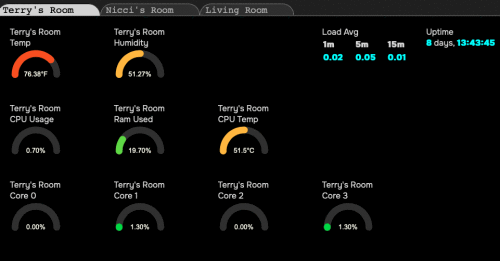 Terry's Room Nicci's Room Living Room
Terry's Room Terry's Room Load Avg Uptime
Temp Humidity 1m 5m 15m 8 days, 13:43:45
0.02 0.05 0.01
76.38°F 51.27%
Terry's Room Terry's Room Terry's Room
CPU Usage Ram Used CPU Temp
0.70% 19.70% 51.5°C
Terry's Room Terry's Room Terry's Room Terry's Room
Core 0 Core 1 Core 2 Core 3
0.00% 1.30% 0.00% 1.30%